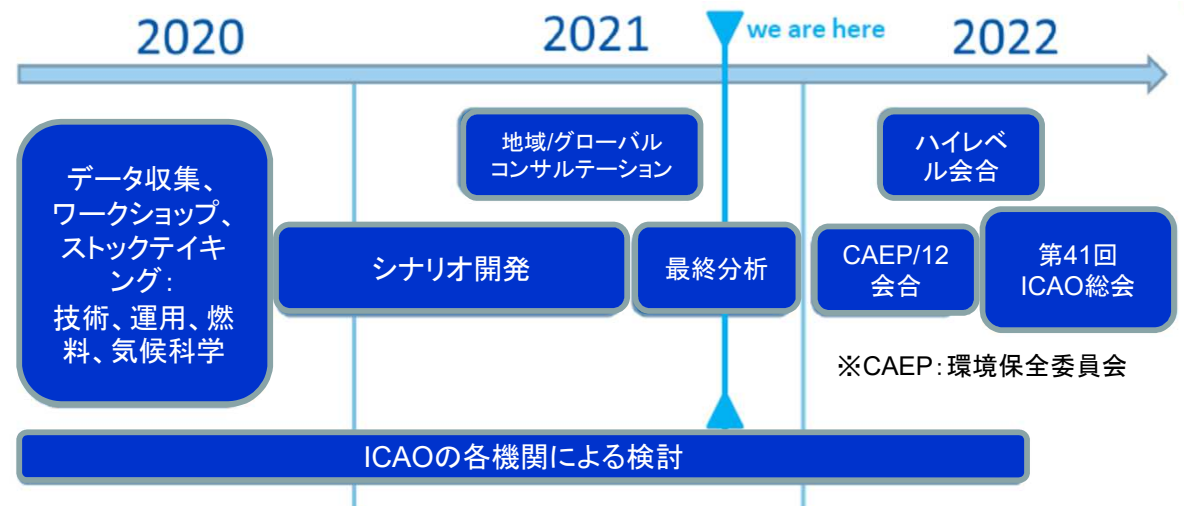 2020
2021
we are here
2022
地域/グローバル
コンサルテーション
ハイレベ
ル会合
データ収集、
ワークショップ、
ストックテイキ
ング：
技術、運用、燃
料、気候科学
シナリオ開発
最終分析
CAEP/12
会合
第41回
ICAO総会
※CAEP：環境保全委員会
ICAOの各機関による検討